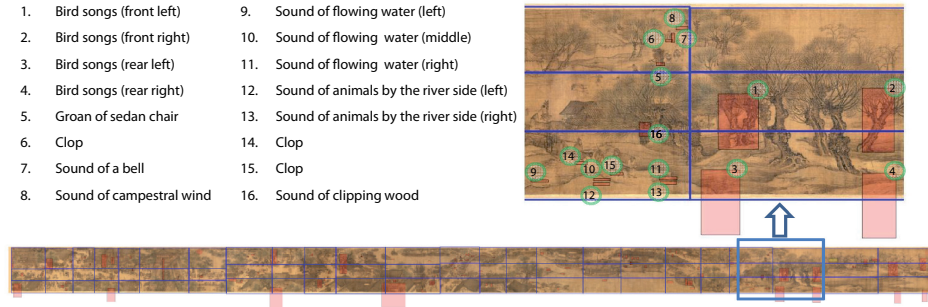 1. Bird songs (front left)
2. Bird songs (front right)
3. Bird songs (rear left)
4. Bird songs (rear right)
5. Groan of sedan chair
6. Clop
7. Sound of a bell
8. Sound of campestral wind
9. Sound of flowing water (left)
10. Sound of flowing water (middle)
11. Sound of flowing water (right)
12. Sound of animals by the river side (left)
13. Sound of animals by the river side (right)
14. Clop
15. Clop
16. Sound of clipping wood
8
6 7
5
1 2
16
14
9 10 15 11 3 4
12 13